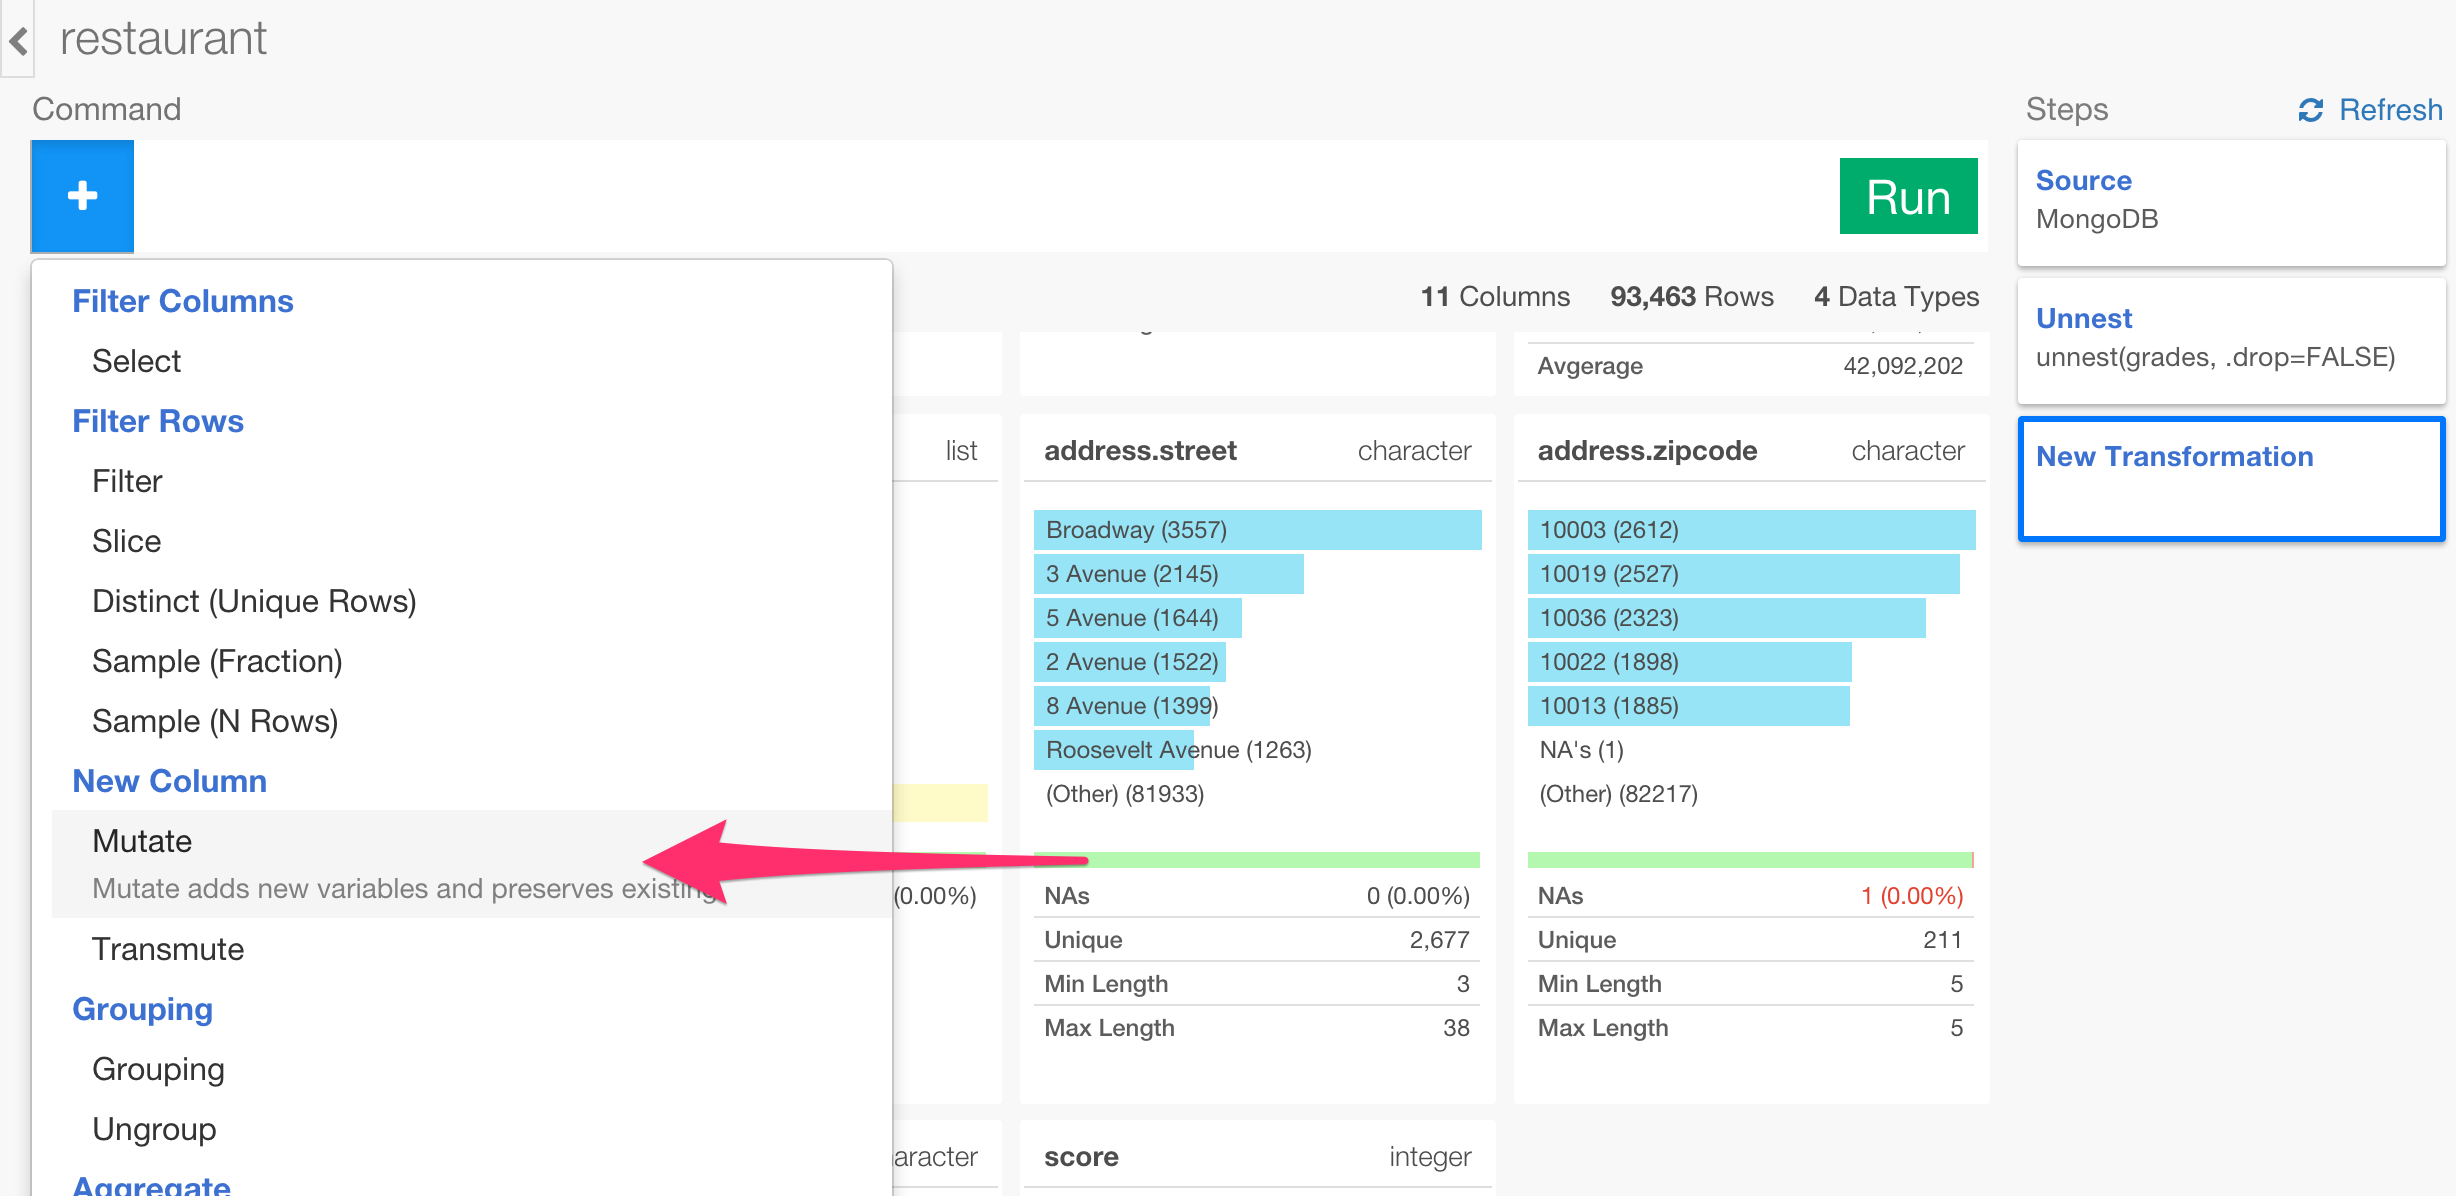 restaurant
Command
Steps
Refresh
Run
Source
MongoDB
Filter Columns
Select
Filter Rows
Filter
Slice
Distinct (Unique Rows)
Sample (Fraction)
Sample (N Rows)
New Column
Mutate
Mutate adds new variables and preserves existing
Transmute
Grouping
Grouping
Ungroup
Aggregate
11 Columns 93,463 Rows 4 Data Types
Avgerage 42,092,202
list
(0.00%)
address.street character
Broadway (3557)
3 Avenue (2145)
5 Avenue (1644)
2 Avenue (1522)
8 Avenue (1399)
Roosevelt Avenue (1263)
(Other) (81933)
NAs 0 (0.00%)
Unique 2,677
Min Length 3
Max Length 38
address.zipcode character
10003 (2612)
10019 (2527)
10036 (2323)
10022 (1898)
10013 (1885)
NA's (1)
(Other) (82217)
NAs 1 (0.00%)
Unique 211
Min Length 5
Max Length 5
score integer
Unnest
unnest(grades, .drop=FALSE)
New Transformation